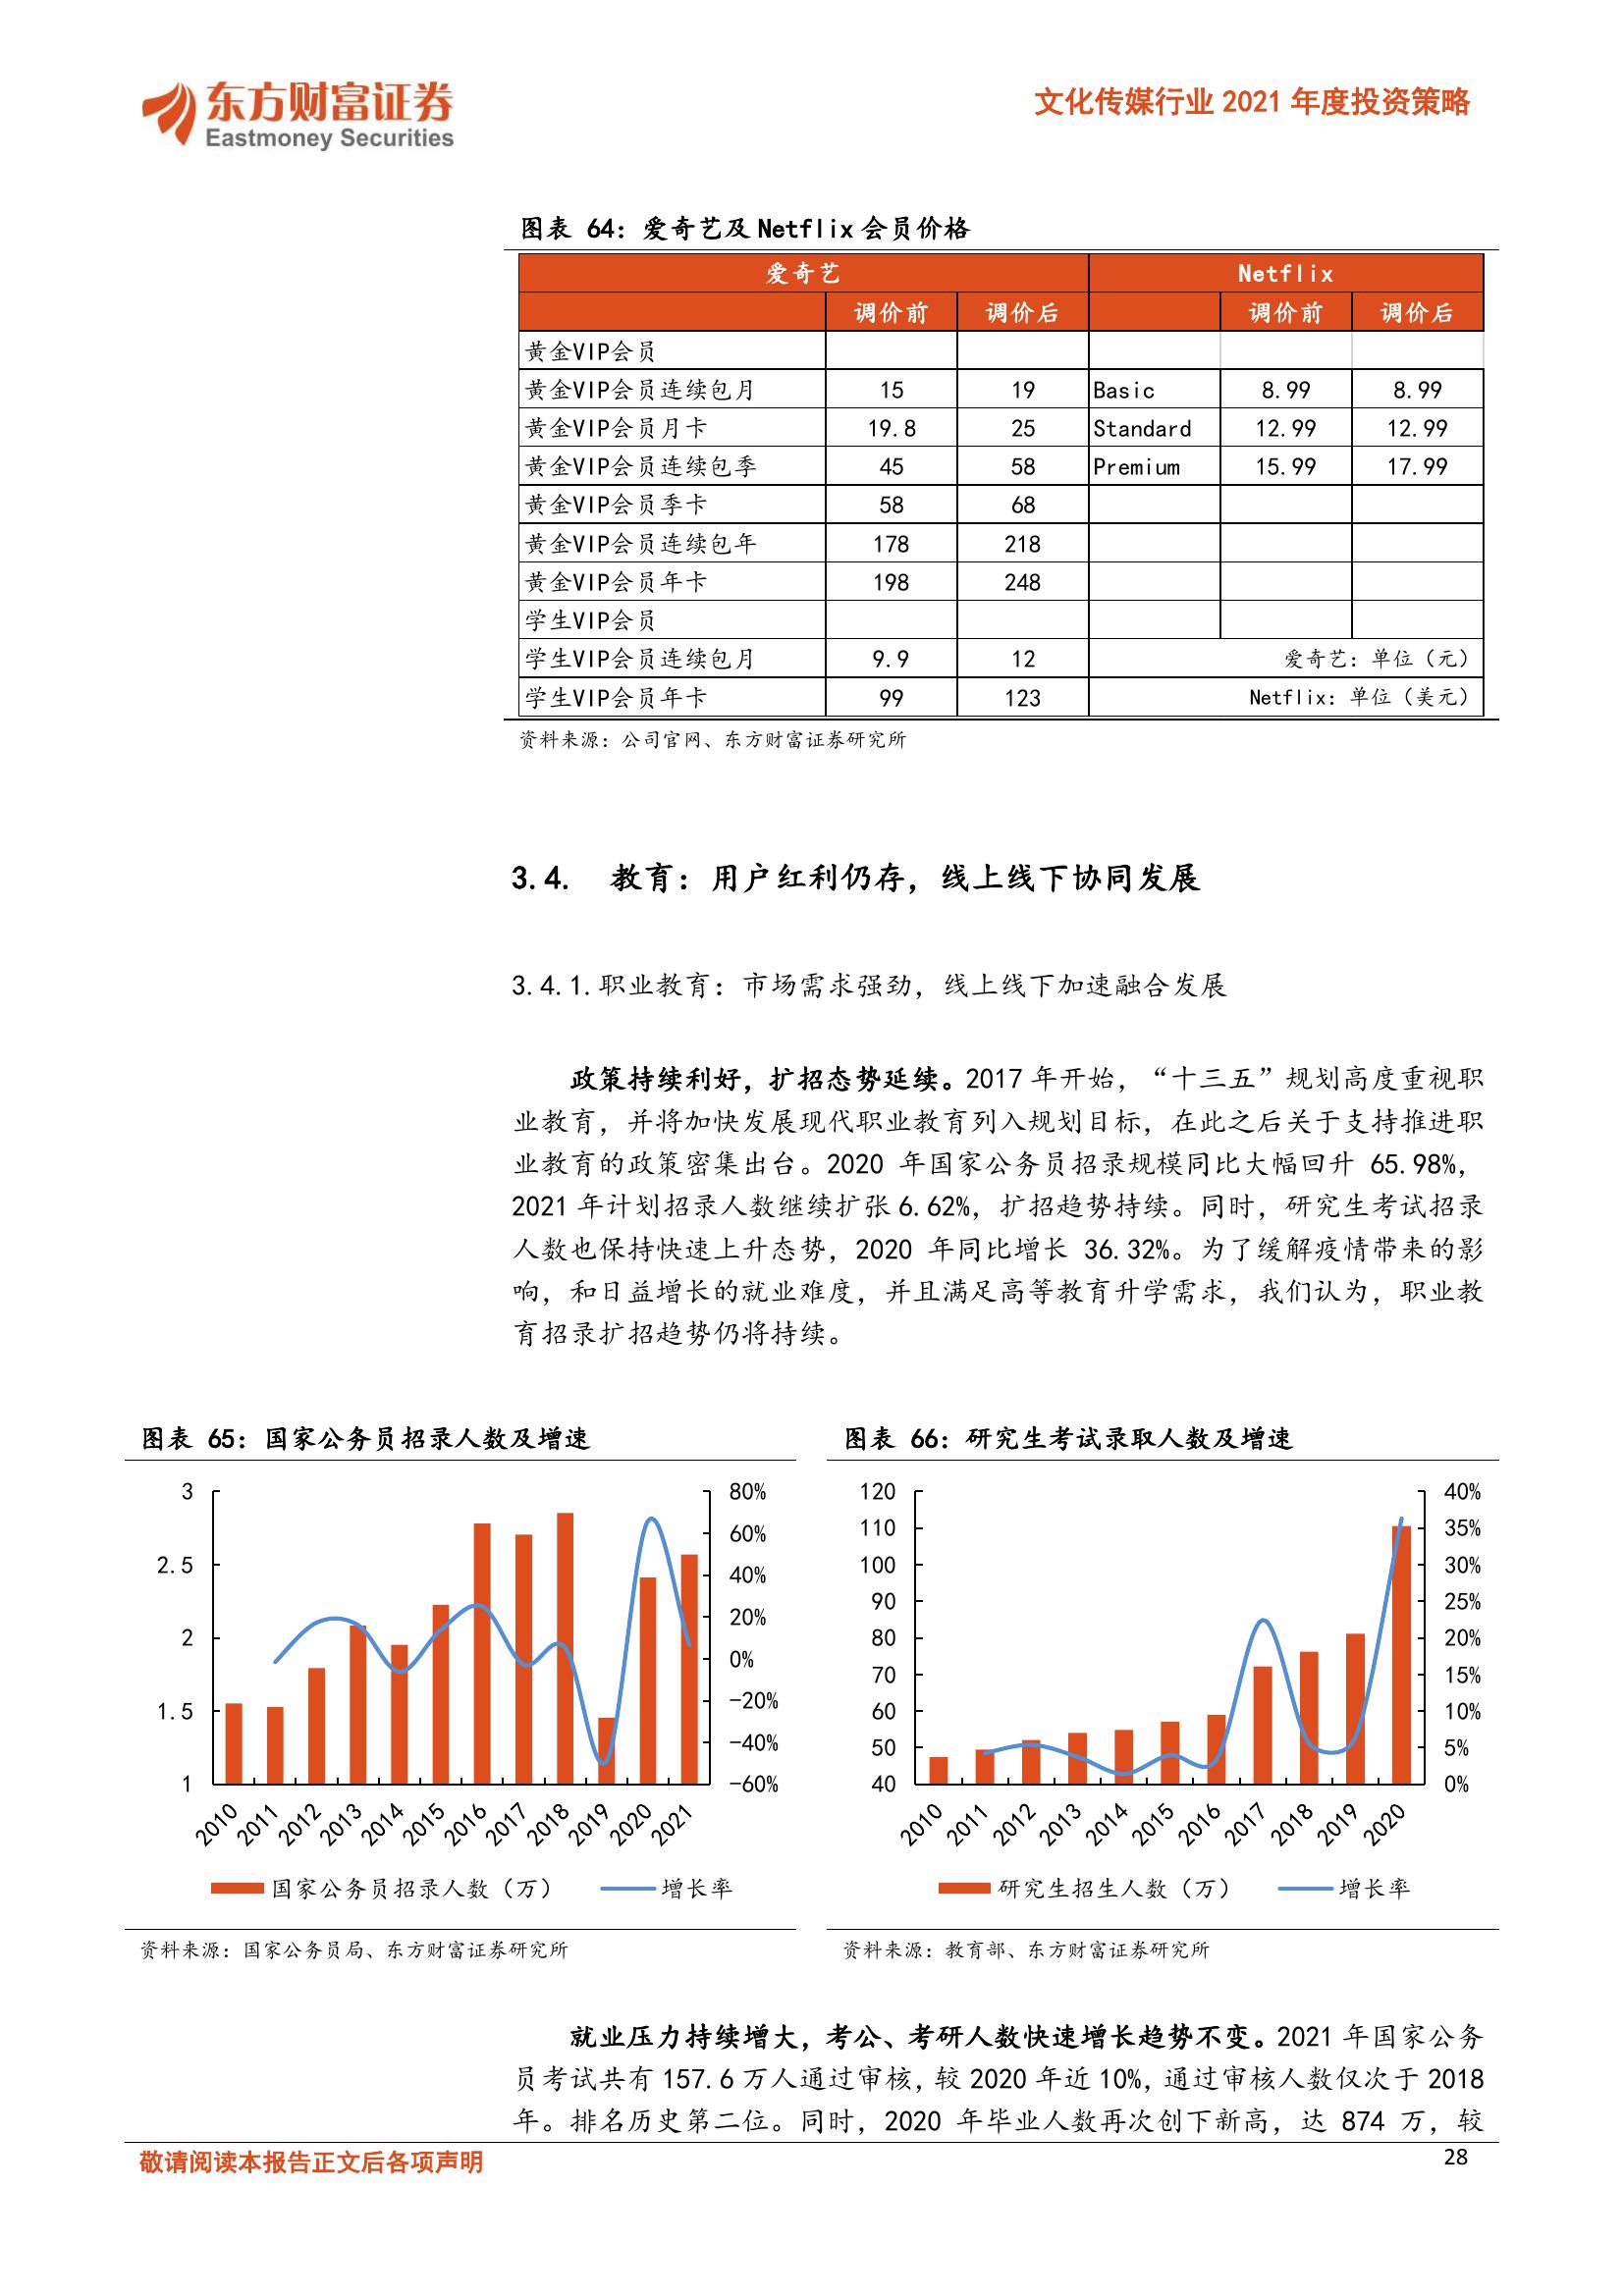 东方财富证券
Eastmoney Securities
文化传媒行业 2021 年度投资策略
图表 64：爱奇艺及 Netflix 会员价格
爱奇艺 Netflix
调价前 调价后 调价前 调价后
黄金VIP会员
黄金VIP会员连续包月 15 19 Basic 8.99 8.99
黄金VIP会员月卡 19.8 25 Standard 12.99 12.99
黄金VIP会员连续包季 45 58 Premium 15.99 17.99
黄金VIP会员季卡 58 68
黄金VIP会员连续包年 178 218
黄金VIP会员年卡 198 248
学生VIP会员
学生VIP会员连续包月 9.9 12 爱奇艺：单位（元）
学生VIP会员年卡 99 123 Netflix：单位（美元）
资料来源：公司官网、东方财富证券研究所
3.4. 教育：用户红利仍存，线上线下协同发展
3.4.1.职业教育：市场需求强劲，线上线下加速融合发展
政策持续利好，扩招态势延续。2017 年开始，“十三五”规划高度重视职
业教育，并将加快发展现代职业教育列入规划目标，在此之后关于支持推进职
业教育的政策密集出台。2020 年国家公务员招录规模同比大幅回升 65.98%，
2021 年计划招录人数继续扩张 6.62%，扩招趋势持续。同时，研究生考试招录
人数也保持快速上升态势，2020 年同比增长 36.32%。为了缓解疫情带来的影
响，和日益增长的就业难度，并且满足高等教育升学需求，我们认为，职业教
育招录扩招趋势仍将持续。
图表 65：国家公务员招录人数及增速
3
2.5
2
1.5
1
80%
60%
40%
20%
0%
-20%
-40%
-60%
2010 2011 2012 2013 2014 2015 2016 2017 2018 2019 2020 2021
国家公务员招录人数（万） 增长率
资料来源：国家公务员局、东方财富证券研究所
图表 66：研究生考试录取人数及增速
120
110
100
90
80
70
60
50
40
40%
35%
30%
25%
20%
15%
10%
5%
0%
2010 2011 2012 2013 2014 2015 2016 2017 2018 2019 2020
研究生招生人数（万） 增长率
资料来源：教育部、东方财富证券研究所
就业压力持续增大，考公、考研人数快速增长趋势不变。2021 年国家公务
员考试共有 157.6 万人通过审核，较 2020 年近 10%，通过审核人数仅次于 2018
年。排名历史第二位。同时，2020 年毕业人数再次创下新高，达 874 万，较
敬请阅读本报告正文后各项声明
28